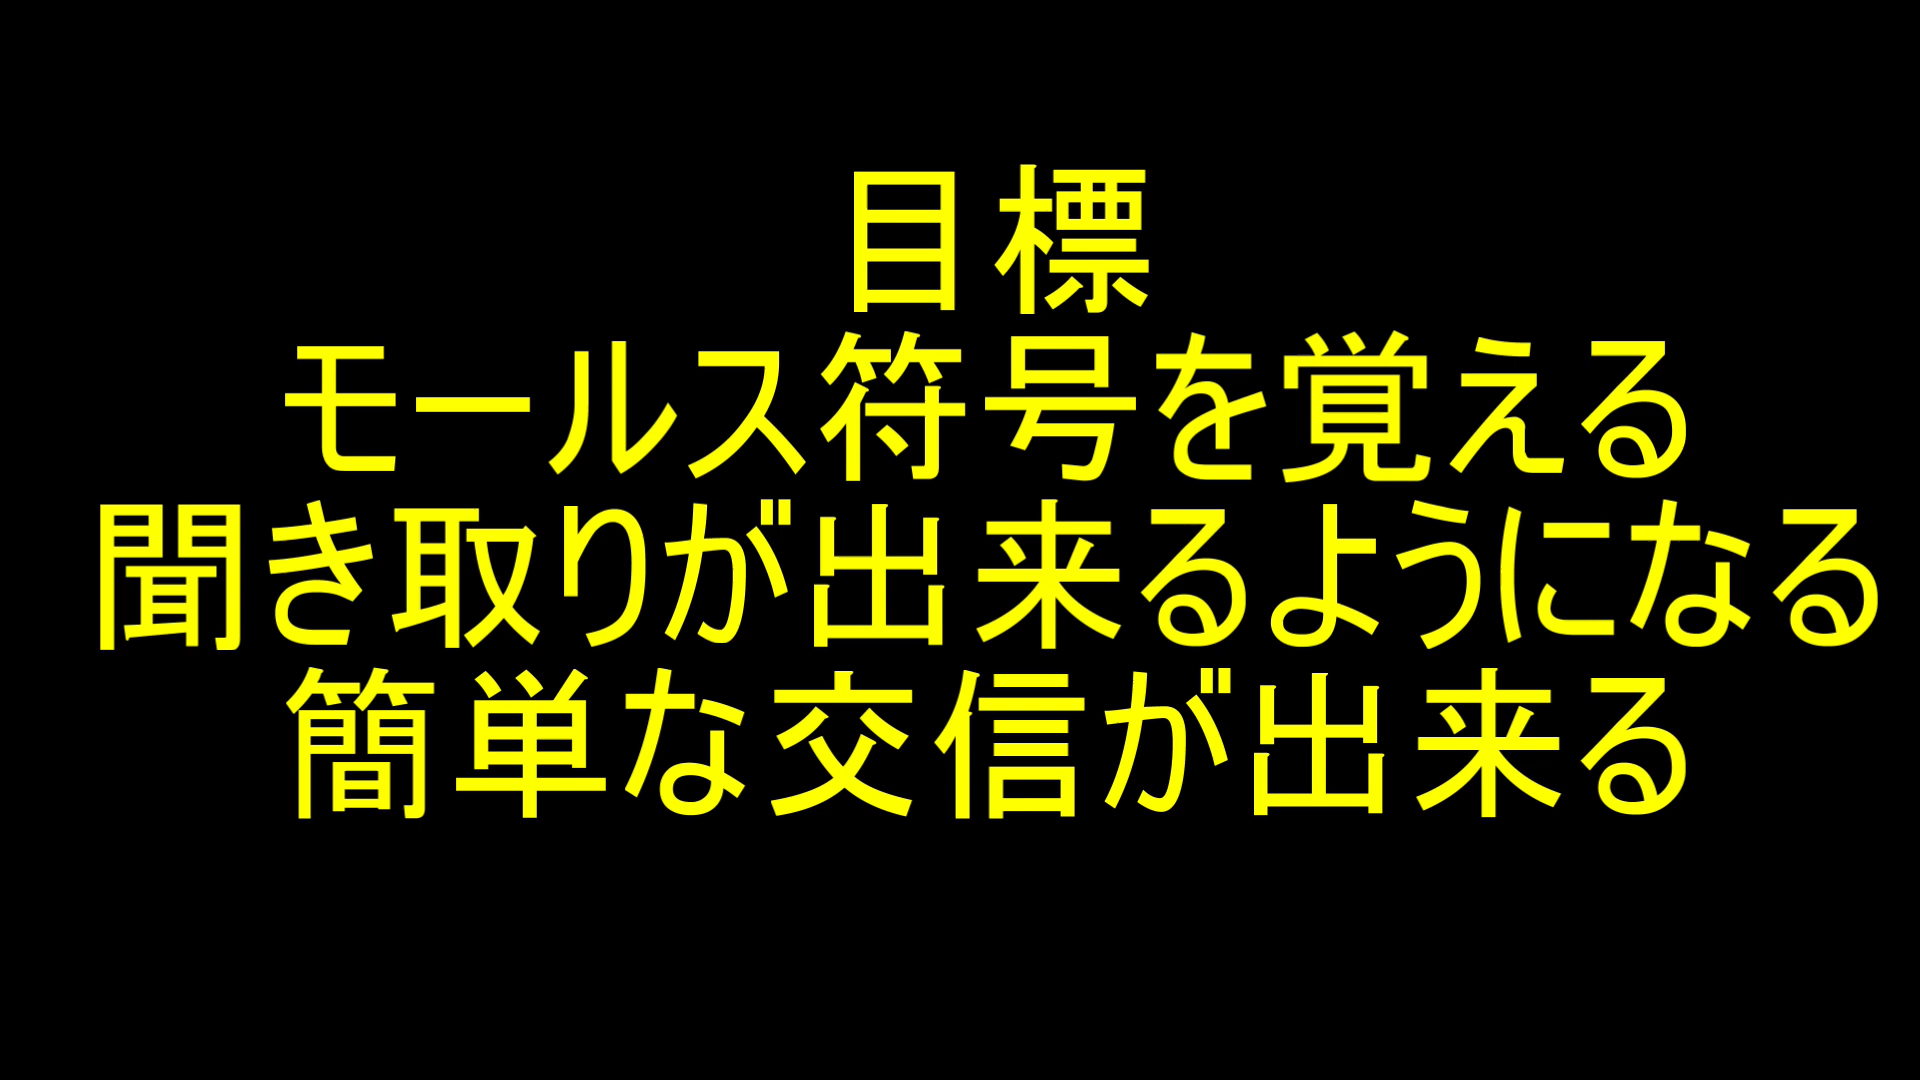 目標
モールス符号を覚える
聞き取りが出来るようになる
簡単な交信が出来る